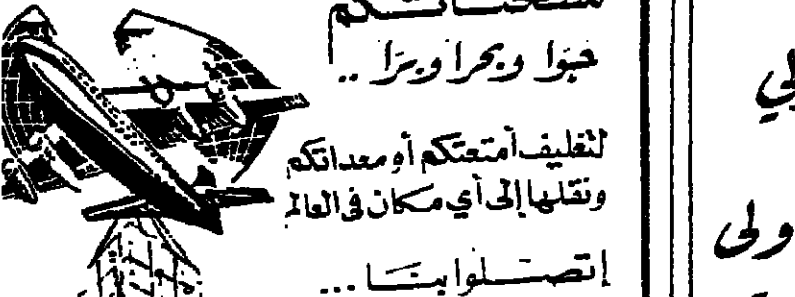 جوا وبحرا وبرا ..
لتغليف أمتعتكم أو معداتكم
ونقلها إلى أي مكان في العالم
إتصلوا بنا ...